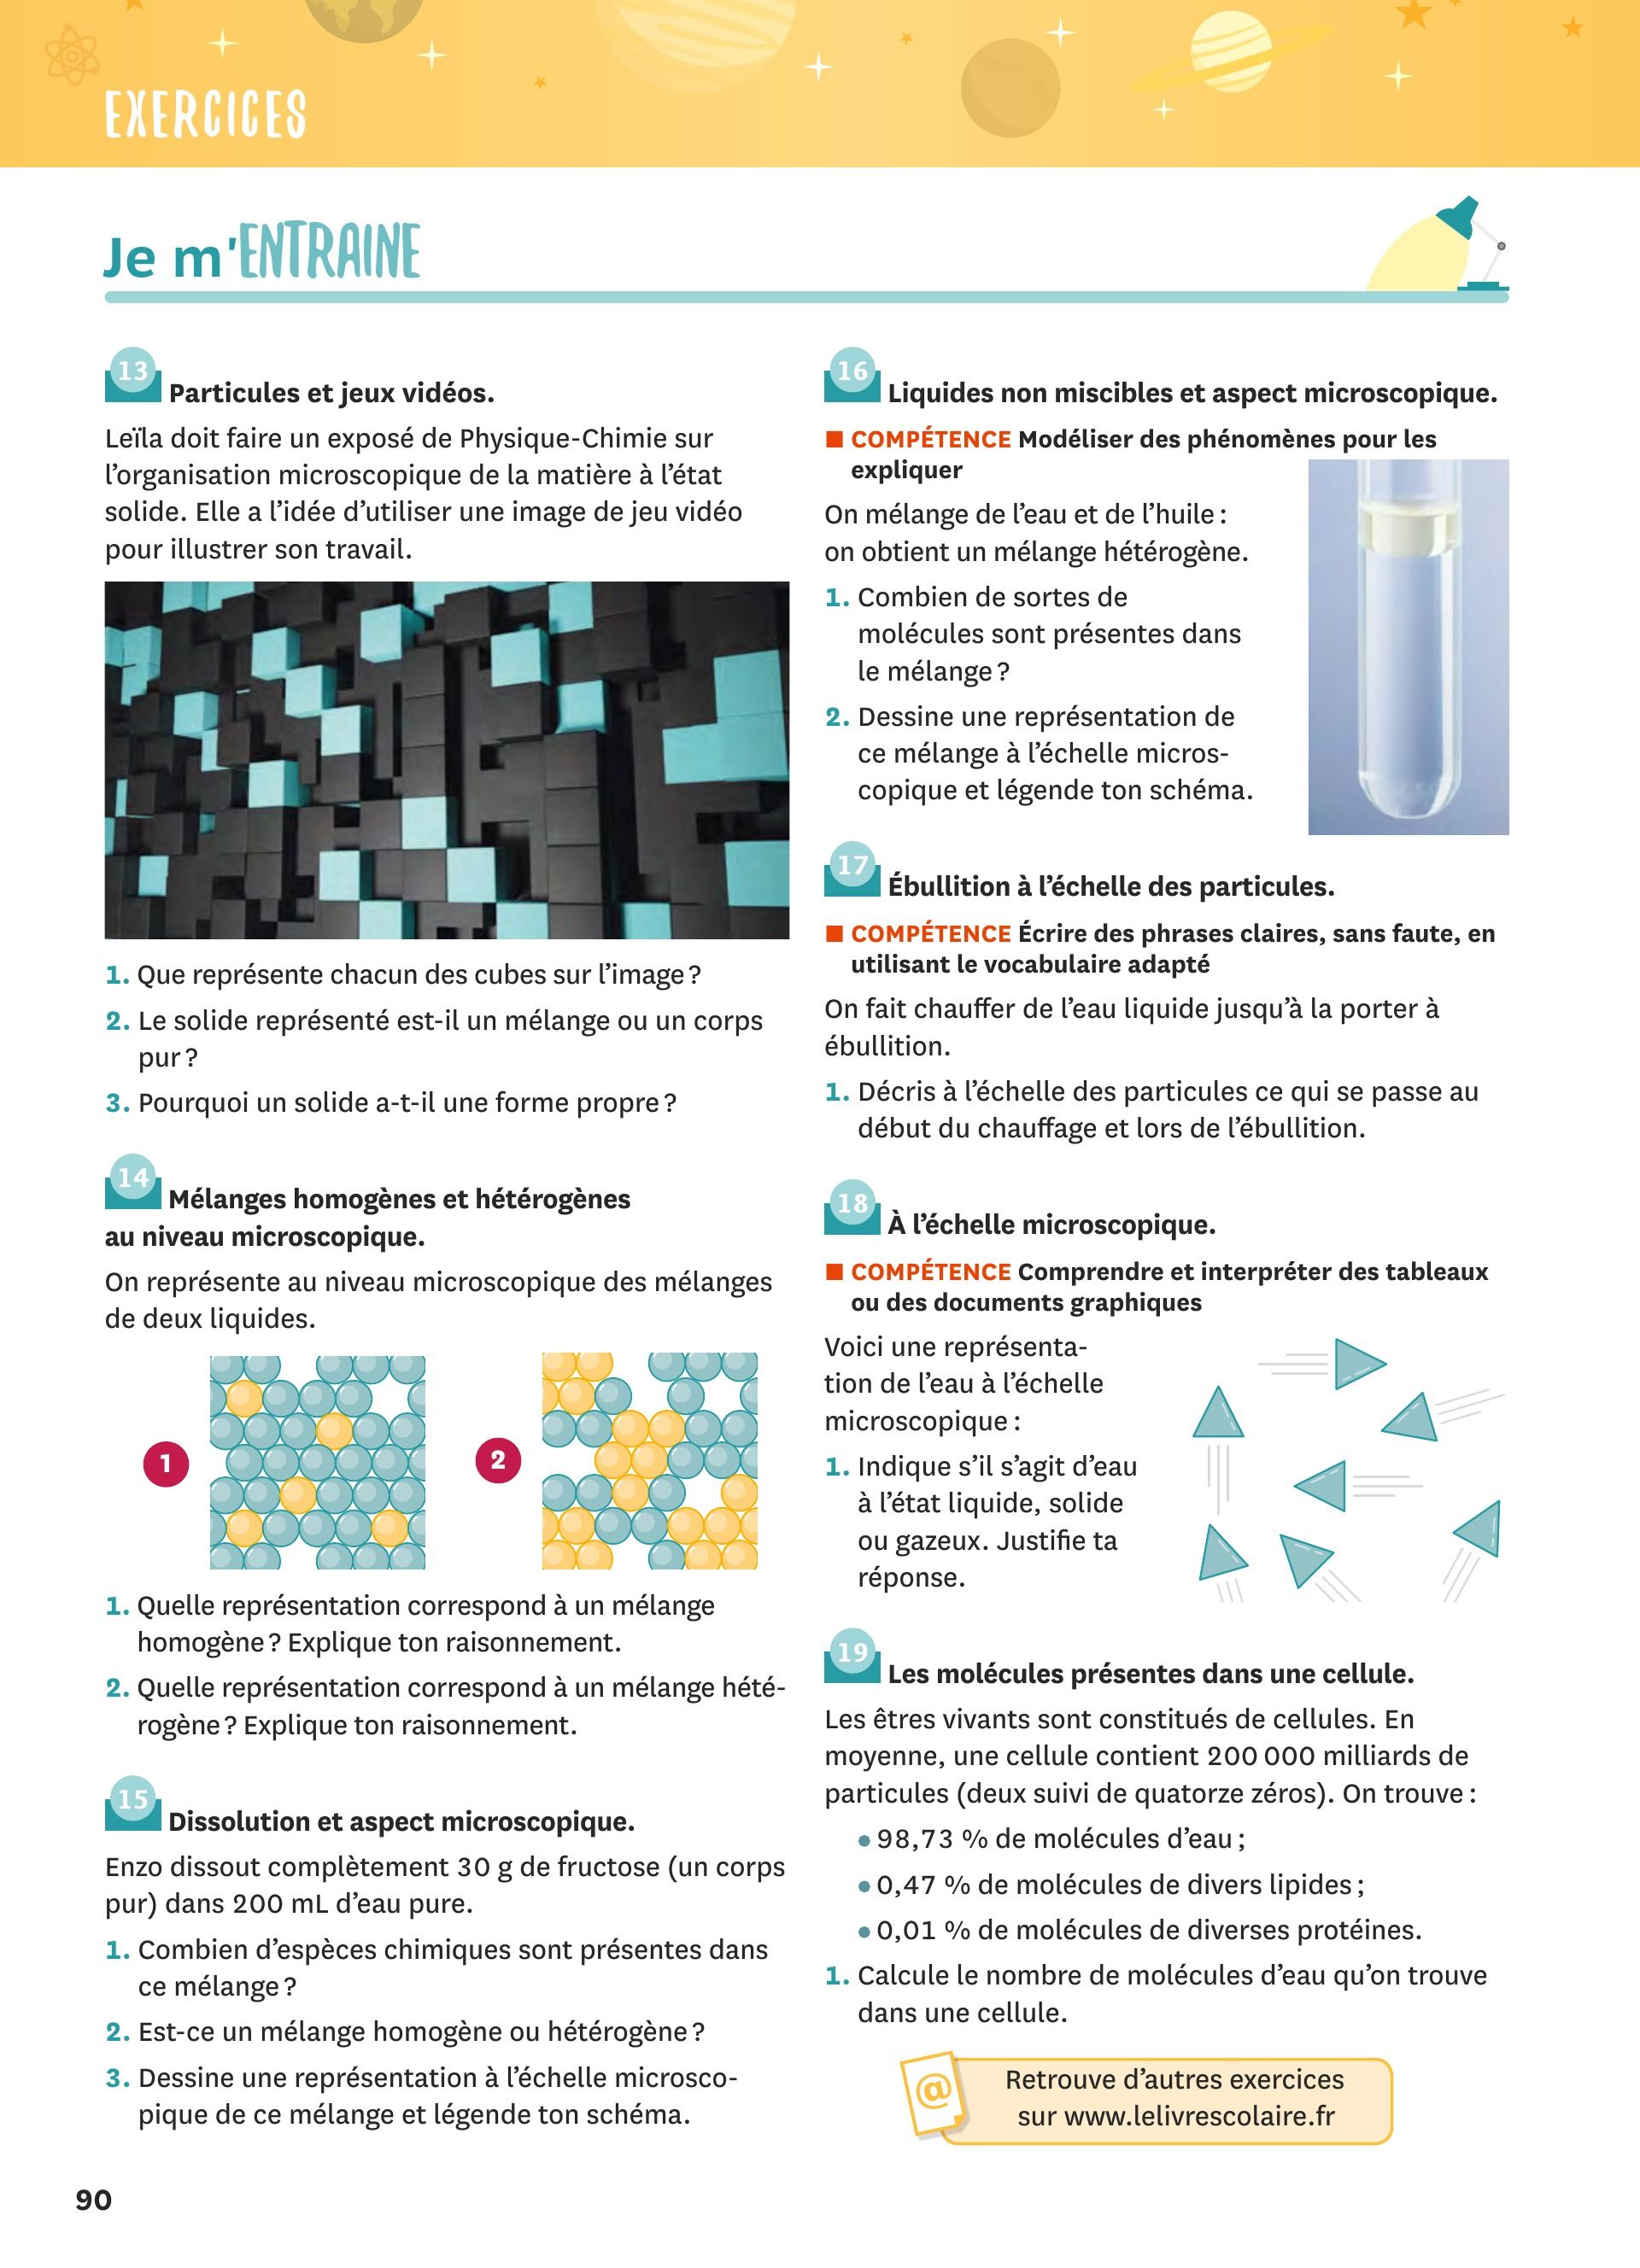 EXERCICES
Je m'ENTRAINE
13 Particules et jeux vidéos.
Leïla doit faire un exposé de Physique-Chimie sur
l'organisation microscopique de la matière à l'état
solide. Elle a l'idée d'utiliser une image de jeu vidéo
pour illustrer son travail.
1. Que représente chacun des cubes sur l'image ?
2. Le solide représenté est-il un mélange ou un corps
pur ?
3. Pourquoi un solide a-t-il une forme propre ?
14 Mélanges homogènes et hétérogènes
au niveau microscopique.
On représente au niveau microscopique des mélanges
de deux liquides.
1
2
1. Quelle représentation correspond à un mélange
homogène ? Explique ton raisonnement.
2. Quelle représentation correspond à un mélange hété-
rogène ? Explique ton raisonnement.
15 Dissolution et aspect microscopique.
Enzo dissout complètement 30 g de fructose (un corps
pur) dans 200 mL d'eau pure.
1. Combien d'espèces chimiques sont présentes dans
ce mélange ?
2. Est-ce un mélange homogène ou hétérogène ?
3. Dessine une représentation à l'échelle microsco-
pique de ce mélange et légende ton schéma.
16 Liquides non miscibles et aspect microscopique.
■ COMPÉTENCE Modéliser des phénomènes pour les
expliquer
On mélange de l'eau et de l'huile :
on obtient un mélange hétérogène.
1. Combien de sortes de
molécules sont présentes dans
le mélange ?
2. Dessine une représentation de
ce mélange à l'échelle micros-
copique et légende ton schéma.
17 Ébullition à l'échelle des particules.
■ COMPÉTENCE Écrire des phrases claires, sans faute, en
utilisant le vocabulaire adapté
On fait chauffer de l'eau liquide jusqu'à la porter à
ébullition.
1. Décris à l'échelle des particules ce qui se passe au
début du chauffage et lors de l'ébullition.
18 À l'échelle microscopique.
■ COMPÉTENCE Comprendre et interpréter des tableaux
ou des documents graphiques
Voici une représenta-
tion de l'eau à l'échelle
microscopique :
1. Indique s'il s'agit d'eau
à l'état liquide, solide
ou gazeux. Justifie ta
réponse.
19 Les molécules présentes dans une cellule.
Les êtres vivants sont constitués de cellules. En
moyenne, une cellule contient 200 000 milliards de
particules (deux suivi de quatorze zéros). On trouve :
• 98,73 % de molécules d'eau ;
• 0,47 % de molécules de divers lipides ;
• 0,01 % de molécules de diverses protéines.
1. Calcule le nombre de molécules d'eau qu'on trouve
dans une cellule.
@
Retrouve d'autres exercices
sur www.lelivrescolaire.fr
90